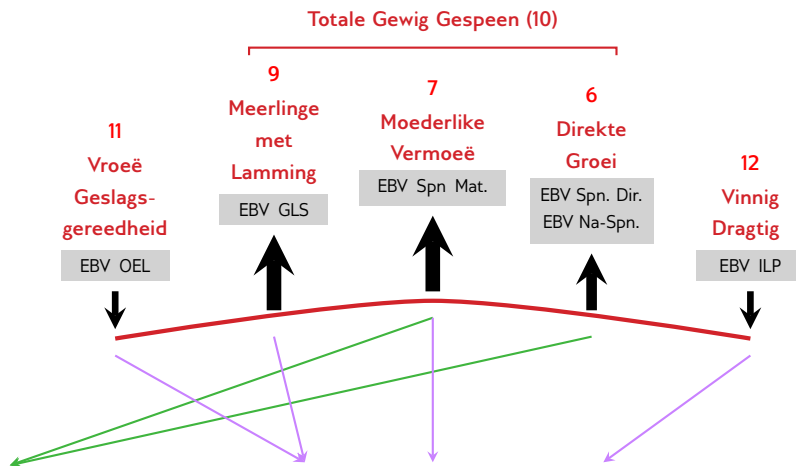 Totale Gewig Gespeen (10)
11
Vroeë
Geslags-
gereedheid
EBV OEL
9
Meerlinge
met
Lamming
EBV GLS
7
Moederlike
Vermoeë
EBV Spn Mat.
6
Direkte
Groei
EBV Spn. Dir.
EBV Na-Spn.
12
Vinnig
Dragtig
EBV ILP